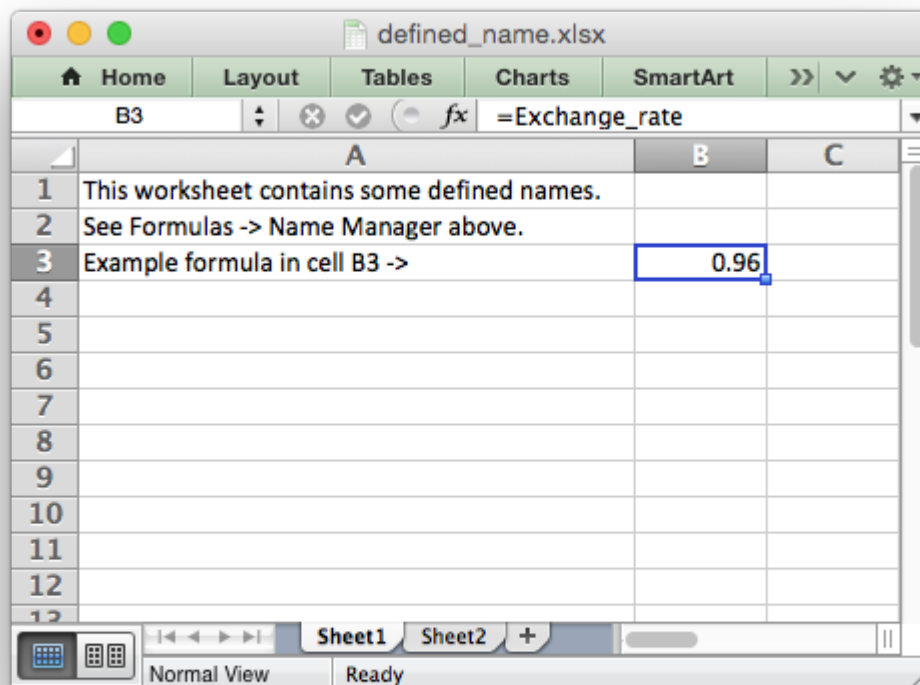 defined_name.xlsx
Home Layout Tables Charts SmartArt
B3 fx =Exchange_rate
A B C
1 This worksheet contains some defined names.
2 See Formulas -> Name Manager above.
3 Example formula in cell B3 -> 0.96
4
5
6
7
8
9
10
11
12
13
Sheet1 Sheet2 +
Normal View Ready